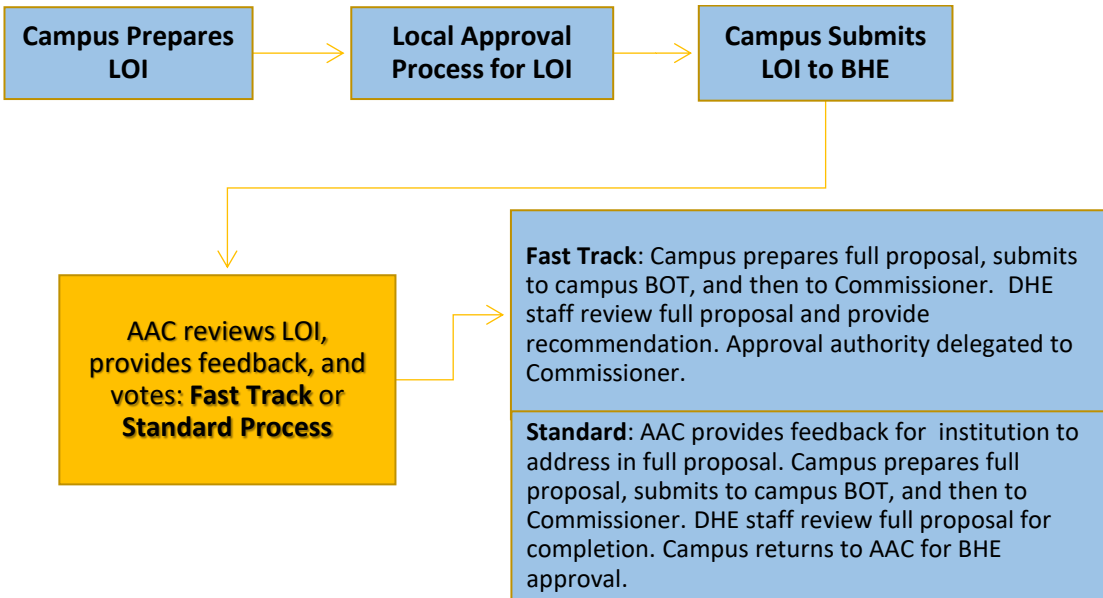 Campus Prepares
LOI
Local Approval
Process for LOI
Campus Submits
LOI to BHE
AAC reviews LOI,
provides feedback, and
votes: Fast Track or
Standard Process
Fast Track: Campus prepares full proposal, submits
to campus BOT, and then to Commissioner.  DHE
staff review full proposal and provide
recommendation. Approval authority delegated to
Commissioner.
Standard: AAC provides feedback for  institution to
address in full proposal. Campus prepares full
proposal, submits to campus BOT, and then to
Commissioner. DHE staff review full proposal for
completion. Campus returns to AAC for BHE
approval.